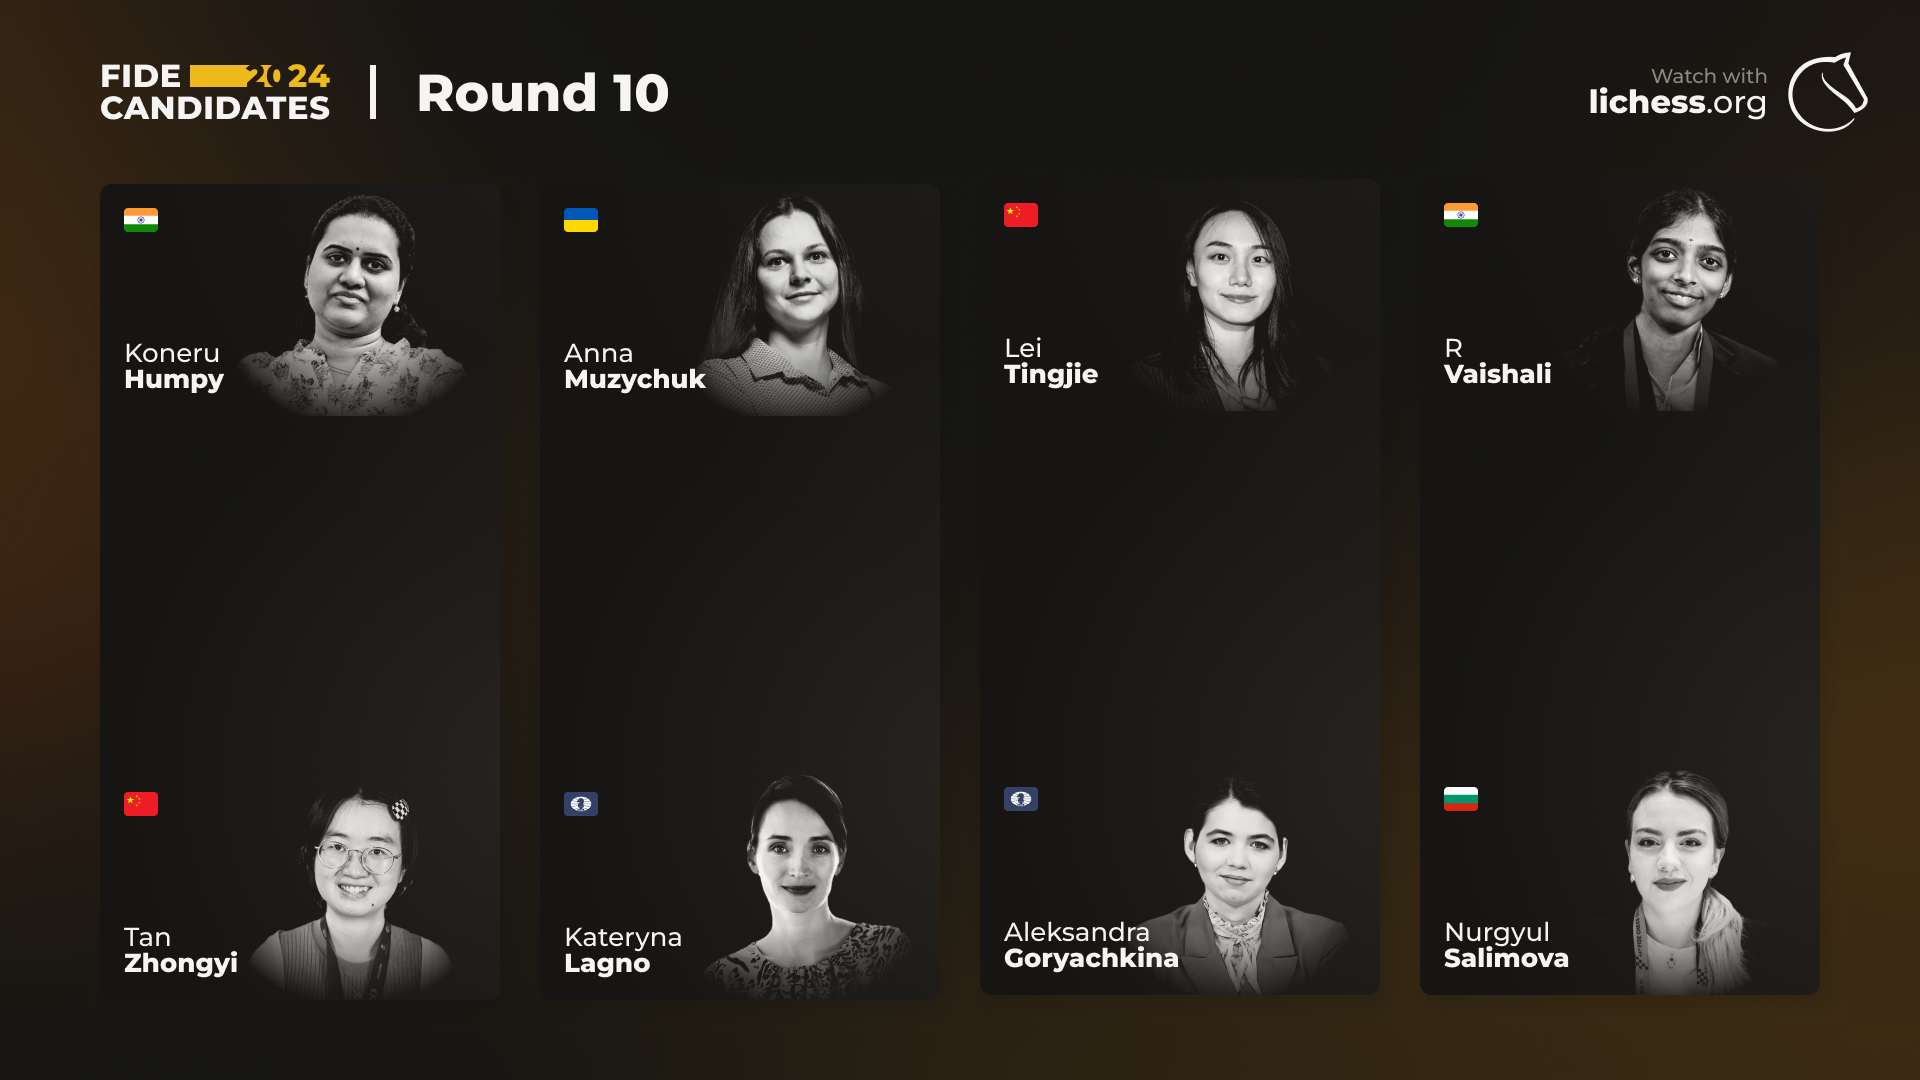 FIDE 2024
CANDIDATES
Round 10
Watch with
lichess.org
Koneru
Humpy
Anna
Muzychuk
Lei
Tingjie
R
Vaishali
Tan
Zhongyi
Kateryna
Lagno
Aleksandra
Goryachkina
Nurgyul
Salimova